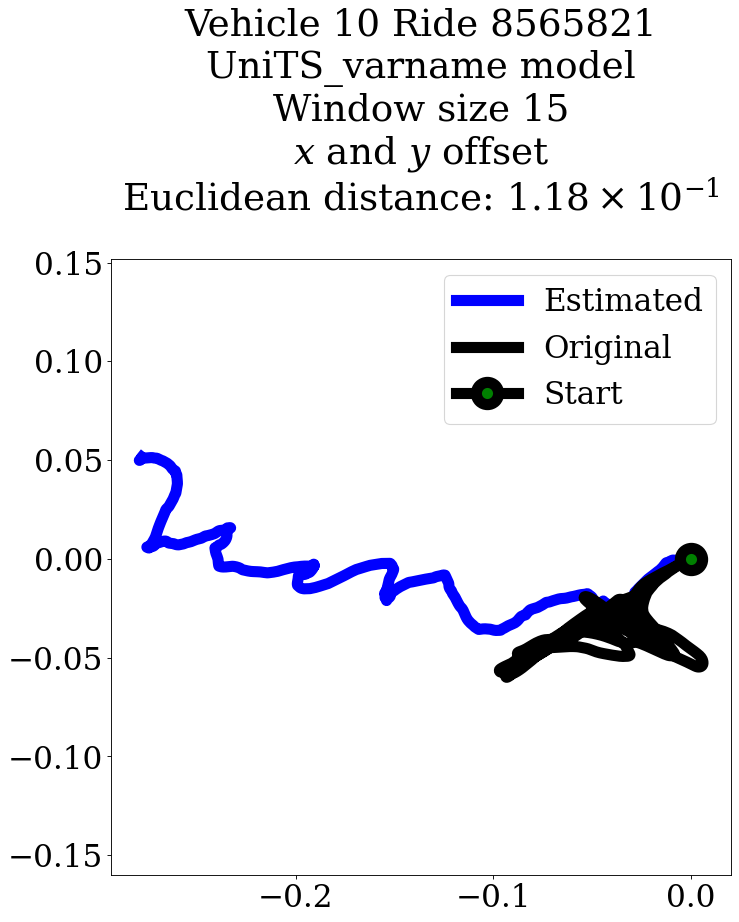 Vehicle 10 Ride 8565821
UniTS_varname model
Window size 15
x and y offset
Euclidean distance: 1.18 × 10⁻¹
Estimated
Original
Start
0.15
0.10
0.05
0.00
−0.05
−0.10
−0.15
−0.2
−0.1
0.0